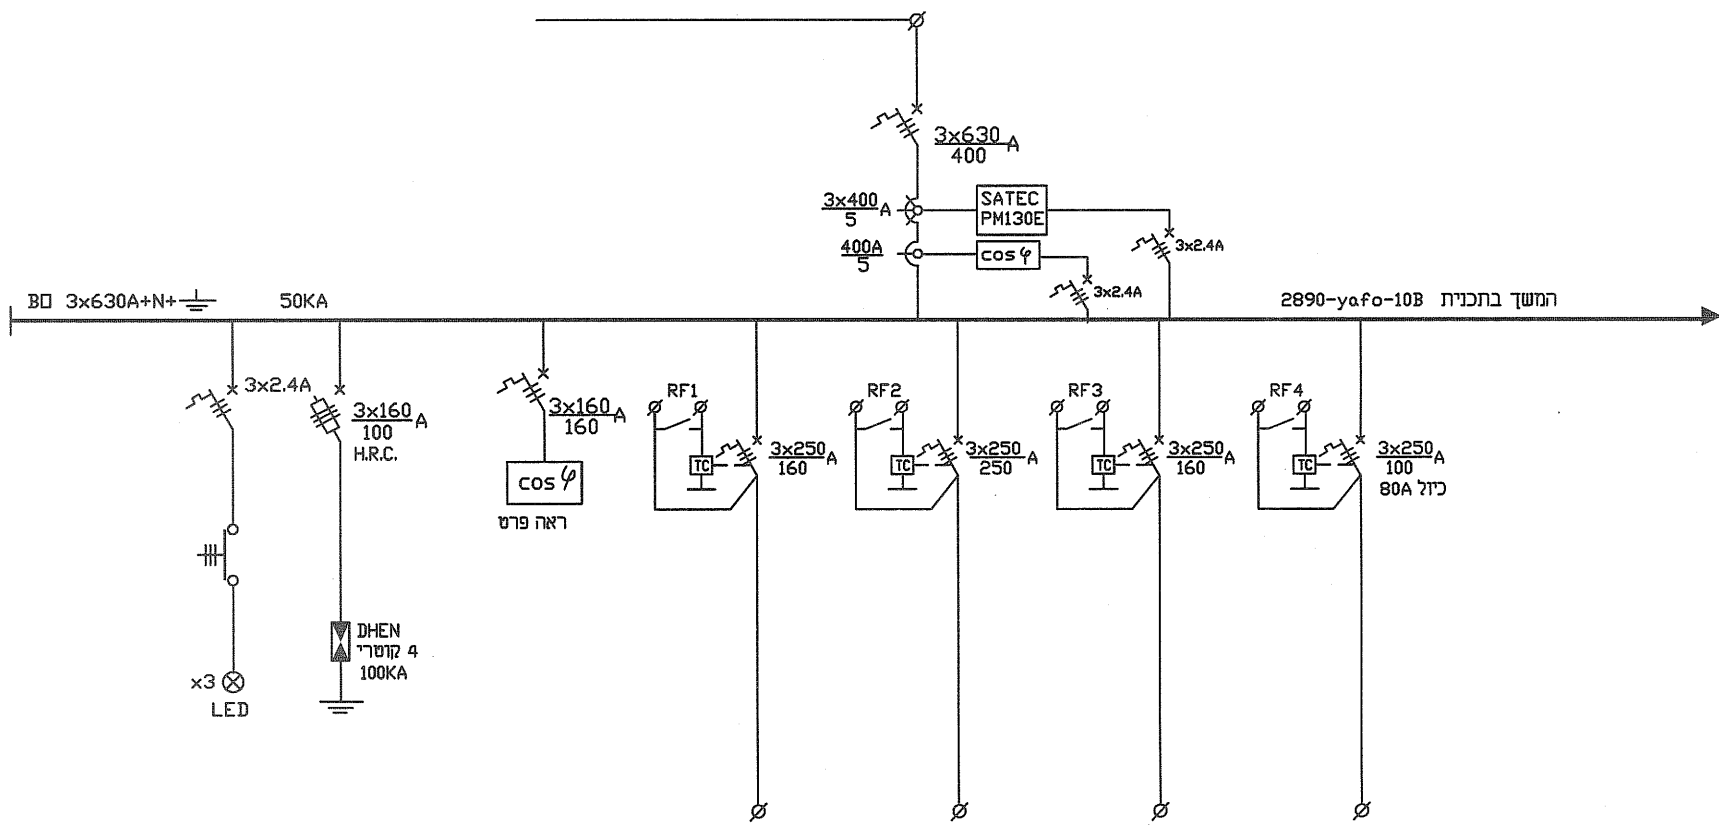 3x630
400 A
3x400
5 A
SATEC
PM130E
3x2.4A
400A
5
cos φ
3x2.4A
B□ 3x630A+N+
50KA
2890-yafo-10B המשך בתכנית
3x2.4A
3x160
100 A
H.R.C.
3x160
160 A
cos φ
ראה פרט
RF1
TC
3x250
160 A
RF2
TC
3x250
250 A
RF3
TC
3x250
160 A
RF4
TC
3x250
100 A
כיול 80A
DHEN
4 קוטרי
100KA
x3
LED